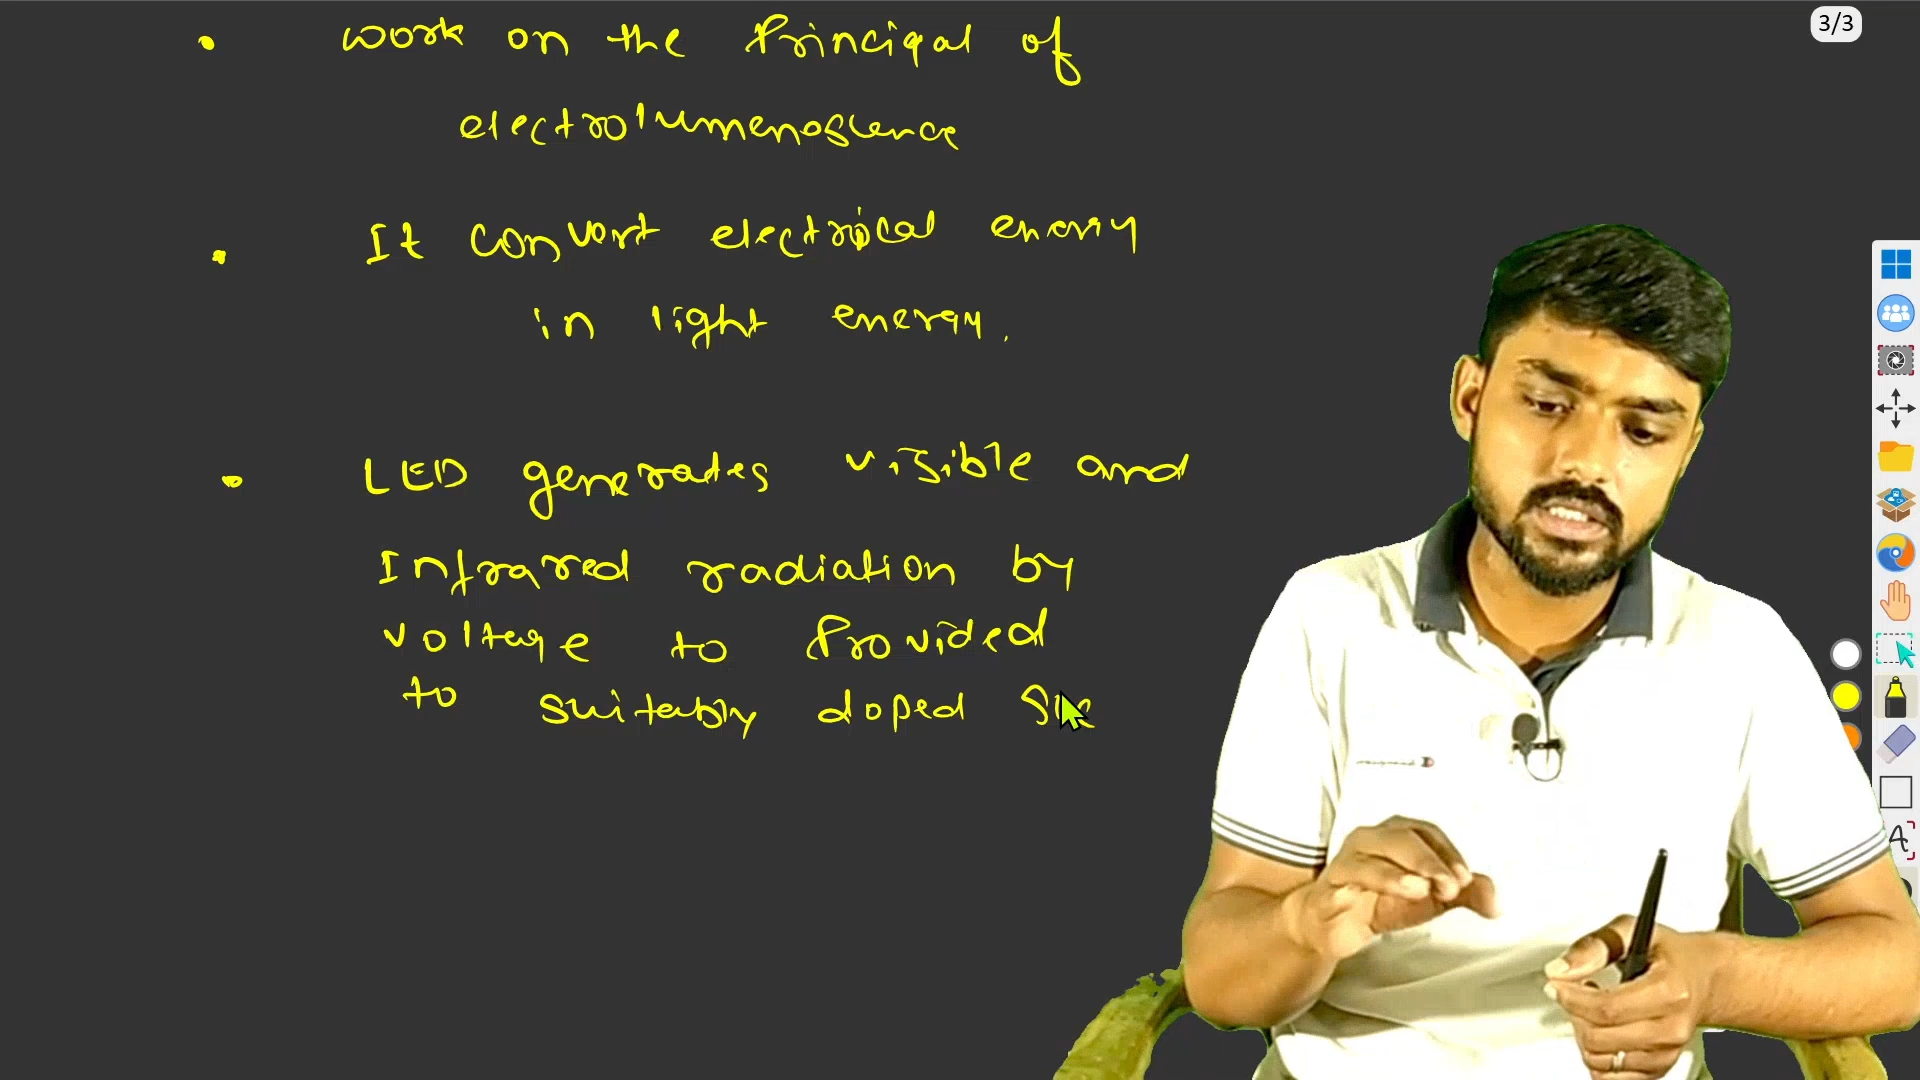 3/3
• work on the Principal of
electrolumenoscence
• It convert electrical energy
in light energy.
• LED generates visible and
Infrared radiation by
voltage to Provided
to suitably doped